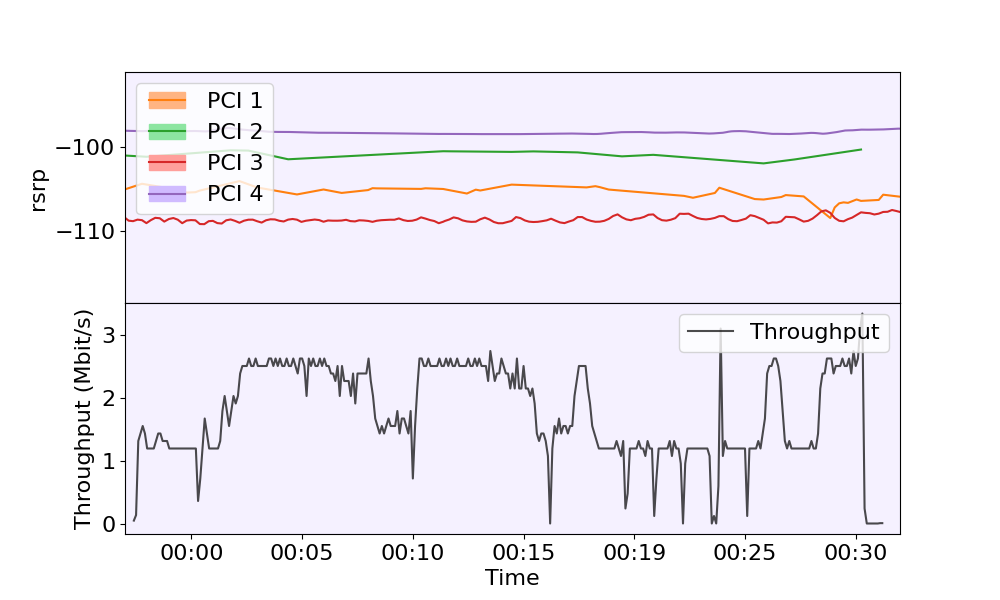 PCI 1
PCI 2
PCI 3
PCI 4
rsrp
−100
−110
Throughput
Throughput (Mbit/s)
3
2
1
0
00:00 00:05 00:10 00:15 00:19 00:25 00:30
Time